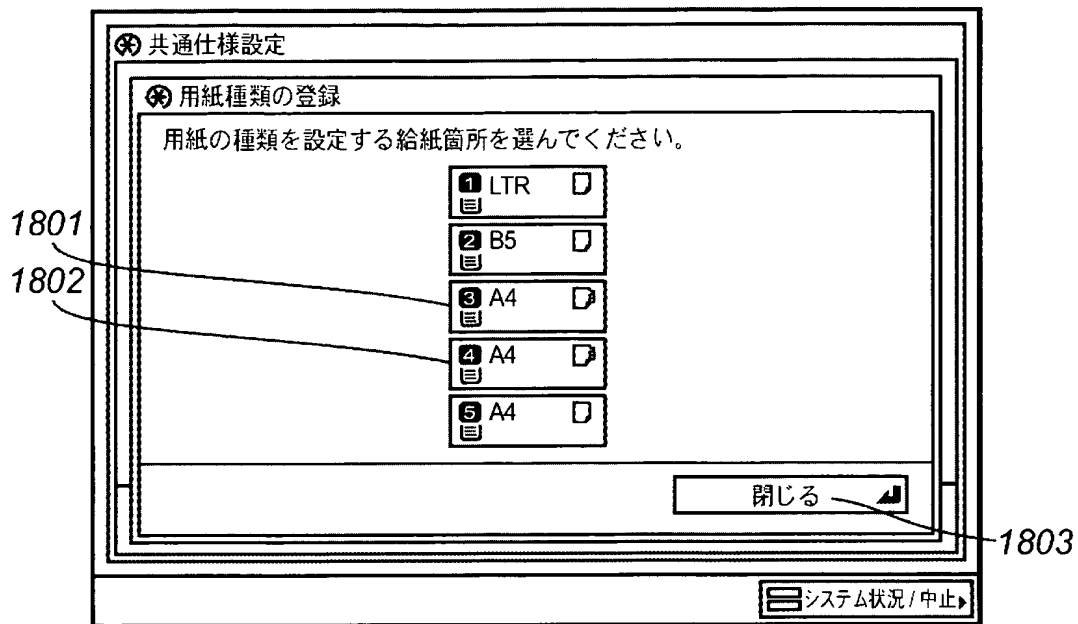 共通仕様設定
用紙種類の登録
用紙の種類を設定する給紙箇所を選んでください。
1 LTR
2 B5
1801
3 A4
1802
4 A4
5 A4
閉じる
1803
システム状況/中止